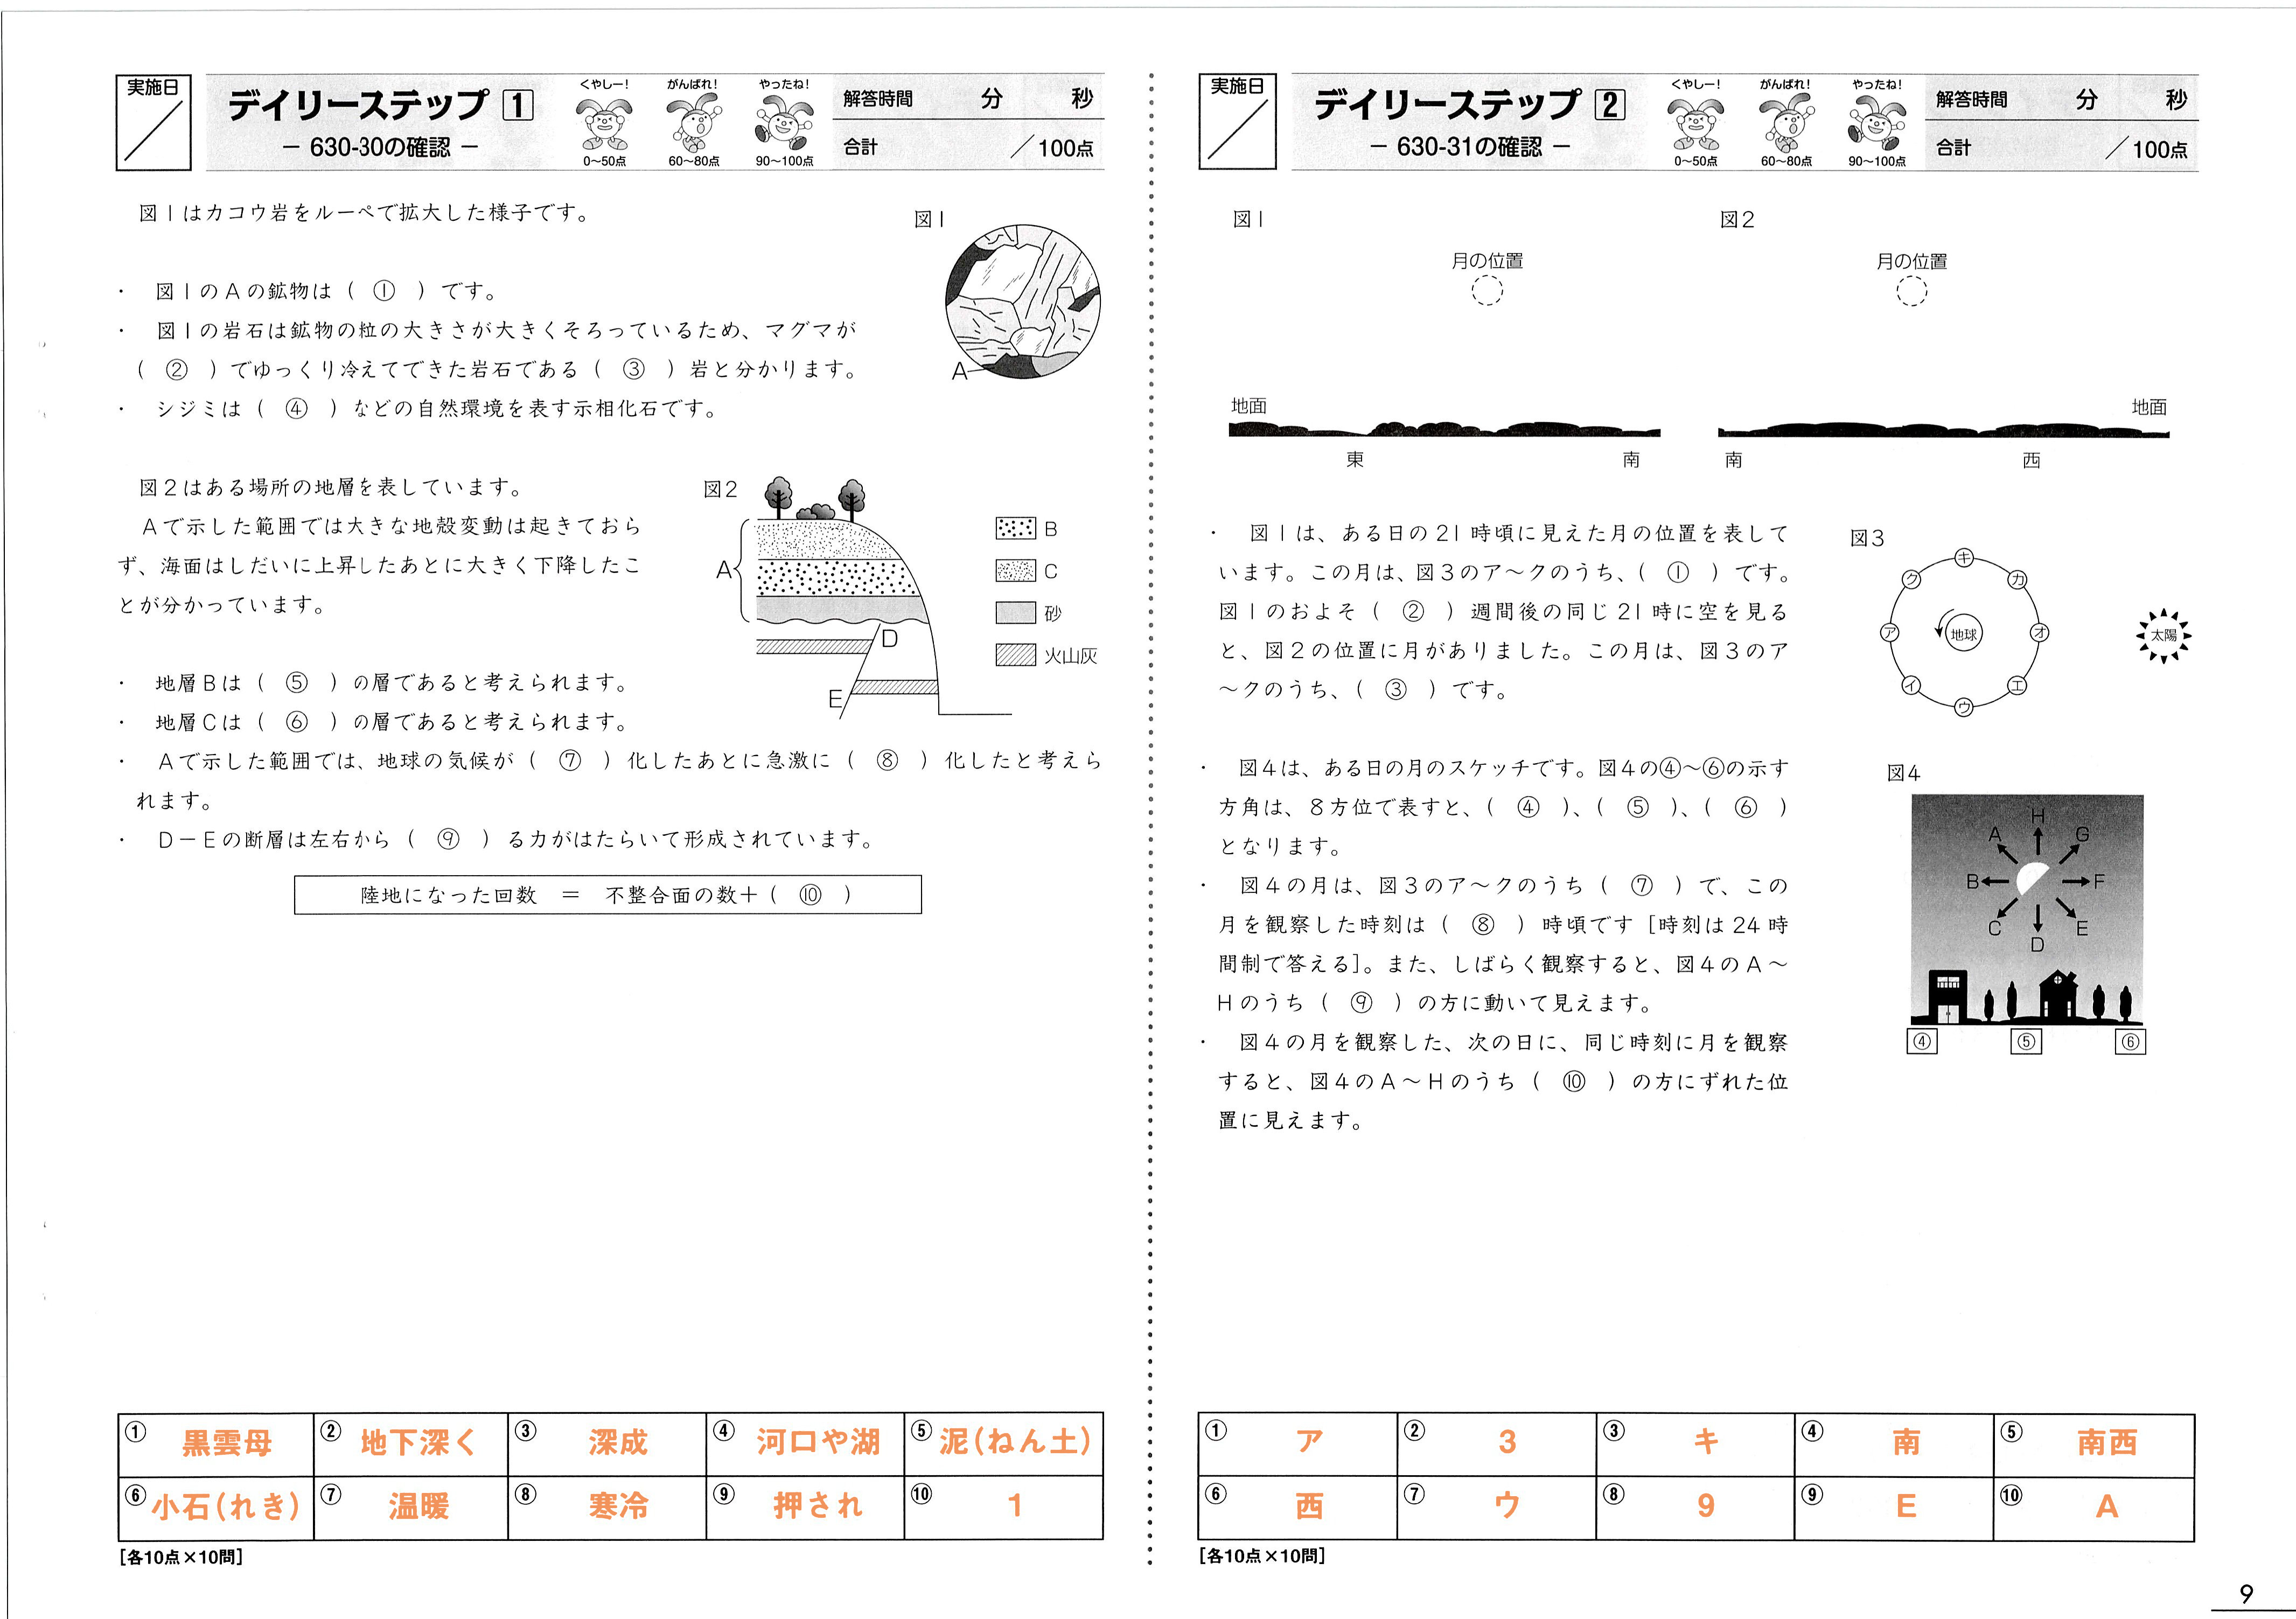 実施日
デイリーステップ 1
－ 630-30の確認 －
くやしー! がんばれ! やったね!
0～50点 60～80点 90～100点
解答時間 分 秒
合計 ／100点
図1はカコウ岩をルーペで拡大した様子です。
図1
A
・ 図1のAの鉱物は（ ① ）です。
・ 図1の岩石は鉱物の粒の大きさが大きくそろっているため、マグマが
（ ② ）でゆっくり冷えてできた岩石である（ ③ ）岩と分かります。
・ シジミは（ ④ ）などの自然環境を表す示相化石です。
図2はある場所の地層を表しています。
Aで示した範囲では大きな地殻変動は起きておら
ず、海面はしだいに上昇したあとに大きく下降したこ
とが分かっています。
図2
A
D
E
B
C
砂
火山灰
・ 地層Bは（ ⑤ ）の層であると考えられます。
・ 地層Cは（ ⑥ ）の層であると考えられます。
・ Aで示した範囲では、地球の気候が（ ⑦ ）化したあとに急激に（ ⑧ ）化したと考えら
れます。
・ D－Eの断層は左右から（ ⑨ ）る力がはたらいて形成されています。
陸地になった回数 ＝ 不整合面の数＋（ ⑩ ）
① 黒雲母 ② 地下深く ③ 深成 ④ 河口や湖 ⑤ 泥(ねん土)
⑥ 小石(れき) ⑦ 温暖 ⑧ 寒冷 ⑨ 押され ⑩ 1
[各10点×10問]
実施日
デイリーステップ 2
－ 630-31の確認 －
くやしー! がんばれ! やったね!
0～50点 60～80点 90～100点
解答時間 分 秒
合計 ／100点
図1 図2
月の位置 月の位置
地面 地面
東 南 南 西
・ 図1は、ある日の21時頃に見えた月の位置を表して
います。この月は、図3のア～クのうち、（ ① ）です。
図1のおよそ（ ② ）週間後の同じ21時に空を見る
と、図2の位置に月がありました。この月は、図3のア
～クのうち、（ ③ ）です。
図3
キ
ク カ
ア 地球 オ 太陽
イ エ
ウ
・ 図4は、ある日の月のスケッチです。図4の④～⑥の示す
方角は、8方位で表すと、（ ④ ）、（ ⑤ ）、（ ⑥ ）
となります。
・ 図4の月は、図3のア～クのうち（ ⑦ ）で、この
月を観察した時刻は（ ⑧ ）時頃です［時刻は24時
間制で答える］。また、しばらく観察すると、図4のA～
Hのうち（ ⑨ ）の方に動いて見えます。
・ 図4の月を観察した、次の日に、同じ時刻に月を観察
すると、図4のA～Hのうち（ ⑩ ）の方にずれた位
置に見えます。
図4
H
A G
B F
C E
D
④ ⑤ ⑥
① ア ② 3 ③ キ ④ 南 ⑤ 南西
⑥ 西 ⑦ ウ ⑧ 9 ⑨ E ⑩ A
[各10点×10問]
9